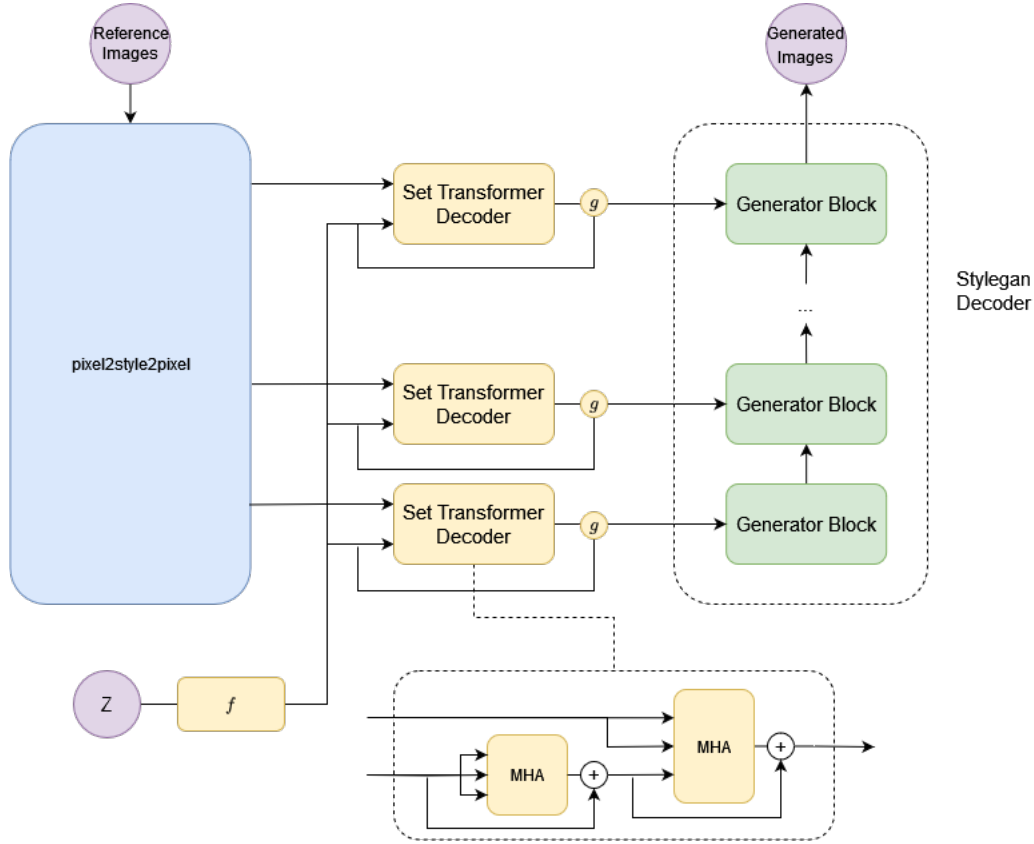 Reference
Images
Generated
Images
pixel2style2pixel
Set Transformer
Decoder
g
Generator Block
Stylegan
Decoder
...
Set Transformer
Decoder
g
Generator Block
Set Transformer
Decoder
g
Generator Block
Z
f
MHA
+
MHA
+